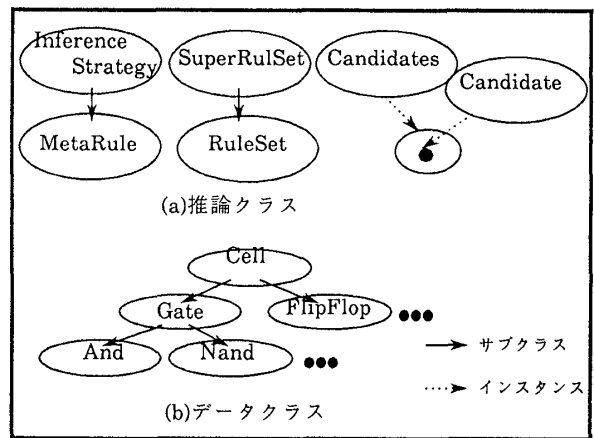 Inference
Strategy
SuperRulSet
Candidates
Candidate
MetaRule
RuleSet
(a)推論クラス
Cell
Gate
FlipFlop
And
Nand
サブクラス
インスタンス
(b)データクラス